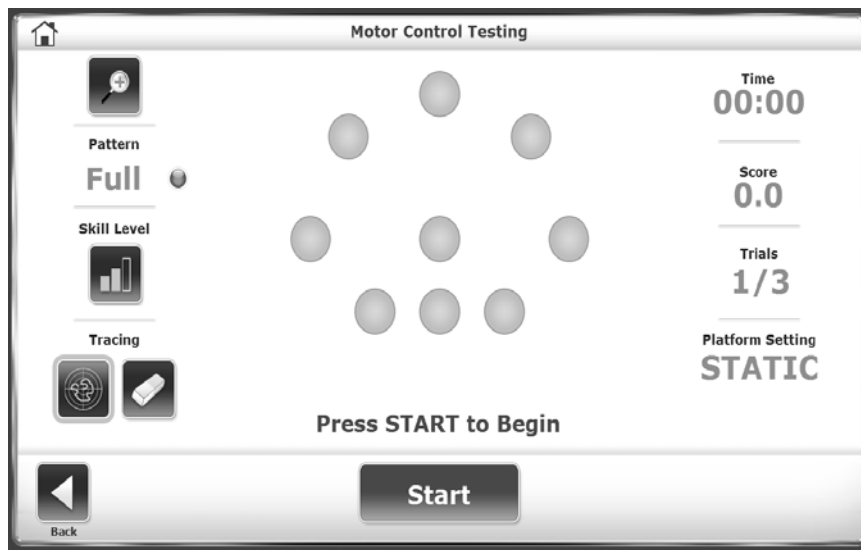 Motor Control Testing
Pattern
Full
Skill Level
Tracing
Time
00:00
Score
0.0
Trials
1/3
Platform Setting
STATIC
Press START to Begin
Back
Start